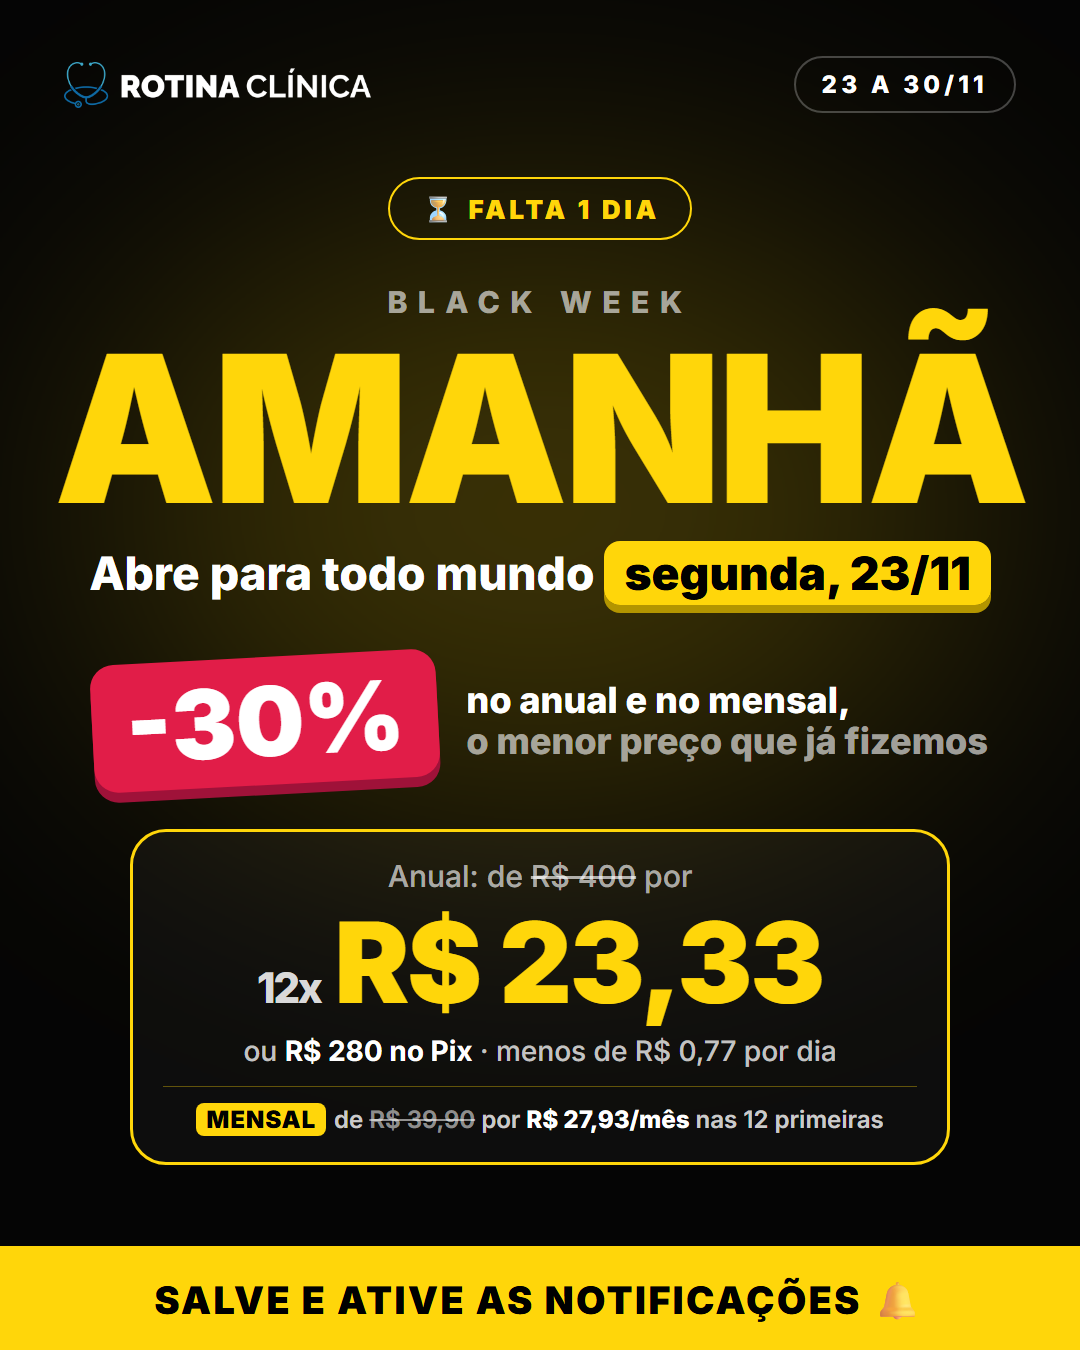 ROTINA CLÍNICA
23 A 30/11
⏳ FALTA 1 DIA
BLACK WEEK
AMANHÃ
Abre para todo mundo segunda, 23/11
-30%
no anual e no mensal,
o menor preço que já fizemos
Anual: de R$ 400 por
12x R$ 23,33
ou R$ 280 no Pix · menos de R$ 0,77 por dia
MENSAL de R$ 39,90 por R$ 27,93/mês nas 12 primeiras
SALVE E ATIVE AS NOTIFICAÇÕES 🔔